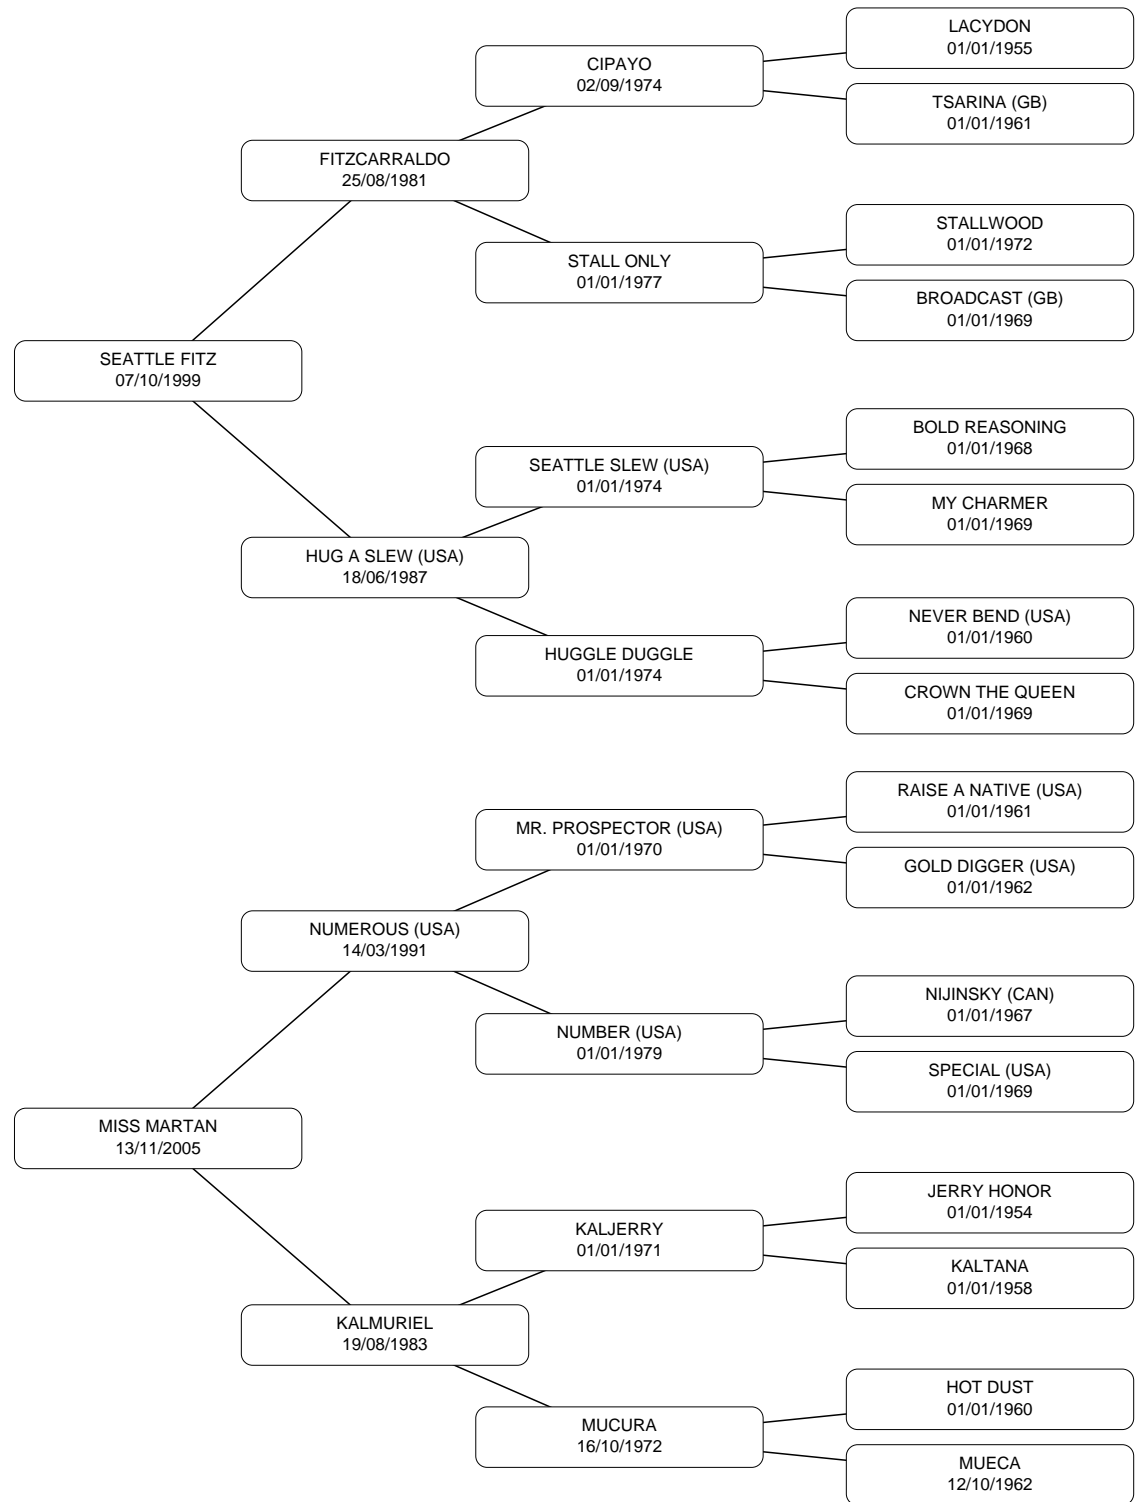 LACYDON
01/01/1955
CIPAYO
02/09/1974
TSARINA (GB)
01/01/1961
FITZCARRALDO
25/08/1981
STALLWOOD
01/01/1972
STALL ONLY
01/01/1977
BROADCAST (GB)
01/01/1969
SEATTLE FITZ
07/10/1999
BOLD REASONING
01/01/1968
SEATTLE SLEW (USA)
01/01/1974
MY CHARMER
01/01/1969
HUG A SLEW (USA)
18/06/1987
NEVER BEND (USA)
01/01/1960
HUGGLE DUGGLE
01/01/1974
CROWN THE QUEEN
01/01/1969
RAISE A NATIVE (USA)
01/01/1961
MR. PROSPECTOR (USA)
01/01/1970
GOLD DIGGER (USA)
01/01/1962
NUMEROUS (USA)
14/03/1991
NIJINSKY (CAN)
01/01/1967
NUMBER (USA)
01/01/1979
SPECIAL (USA)
01/01/1969
MISS MARTAN
13/11/2005
JERRY HONOR
01/01/1954
KALJERRY
01/01/1971
KALTANA
01/01/1958
KALMURIEL
19/08/1983
HOT DUST
01/01/1960
MUCURA
16/10/1972
MUECA
12/10/1962